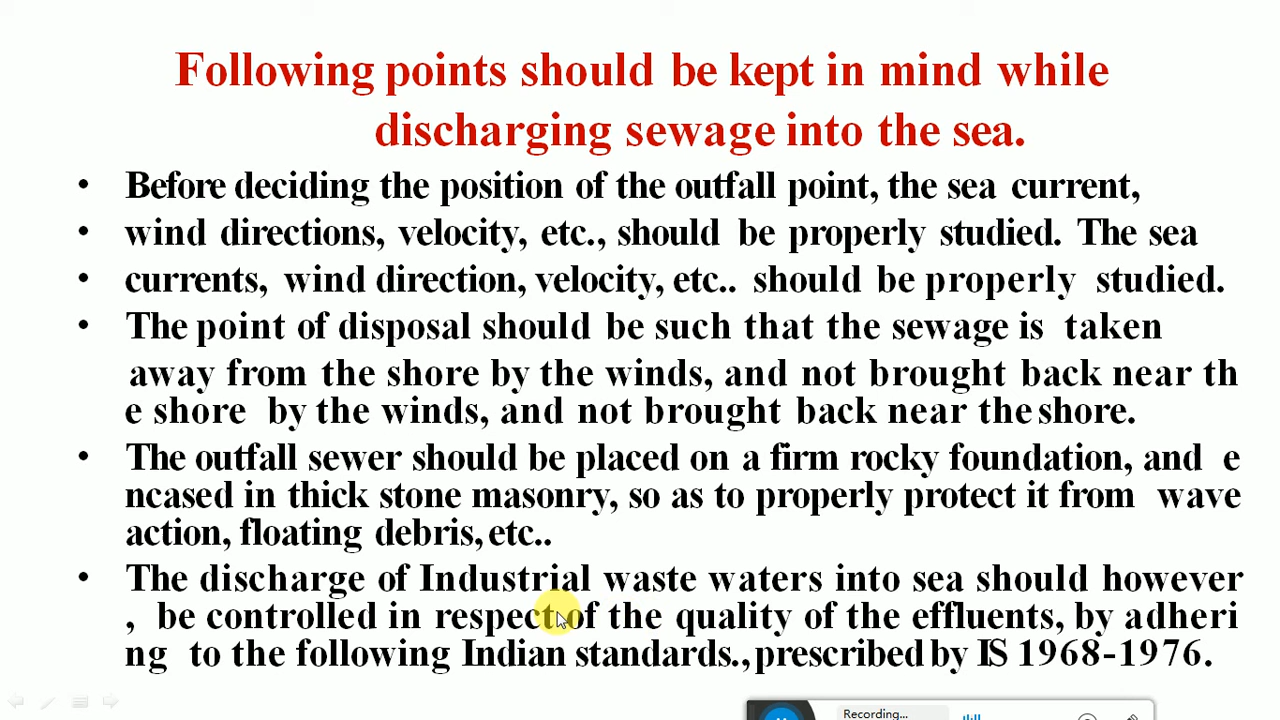 Following points should be kept in mind while
discharging sewage into the sea.
• Before deciding the position of the outfall point, the sea current,
• wind directions, velocity, etc., should be properly studied. The sea
• currents, wind direction, velocity, etc.. should be properly studied.
• The point of disposal should be such that the sewage is taken
away from the shore by the winds, and not brought back near th
e shore by the winds, and not brought back near the shore.
• The outfall sewer should be placed on a firm rocky foundation, and e
ncased in thick stone masonry, so as to properly protect it from wave
action, floating debris, etc..
• The discharge of Industrial waste waters into sea should however
, be controlled in respect of the quality of the effluents, by adheri
ng to the following Indian standards., prescribed by IS 1968-1976.
Recording...